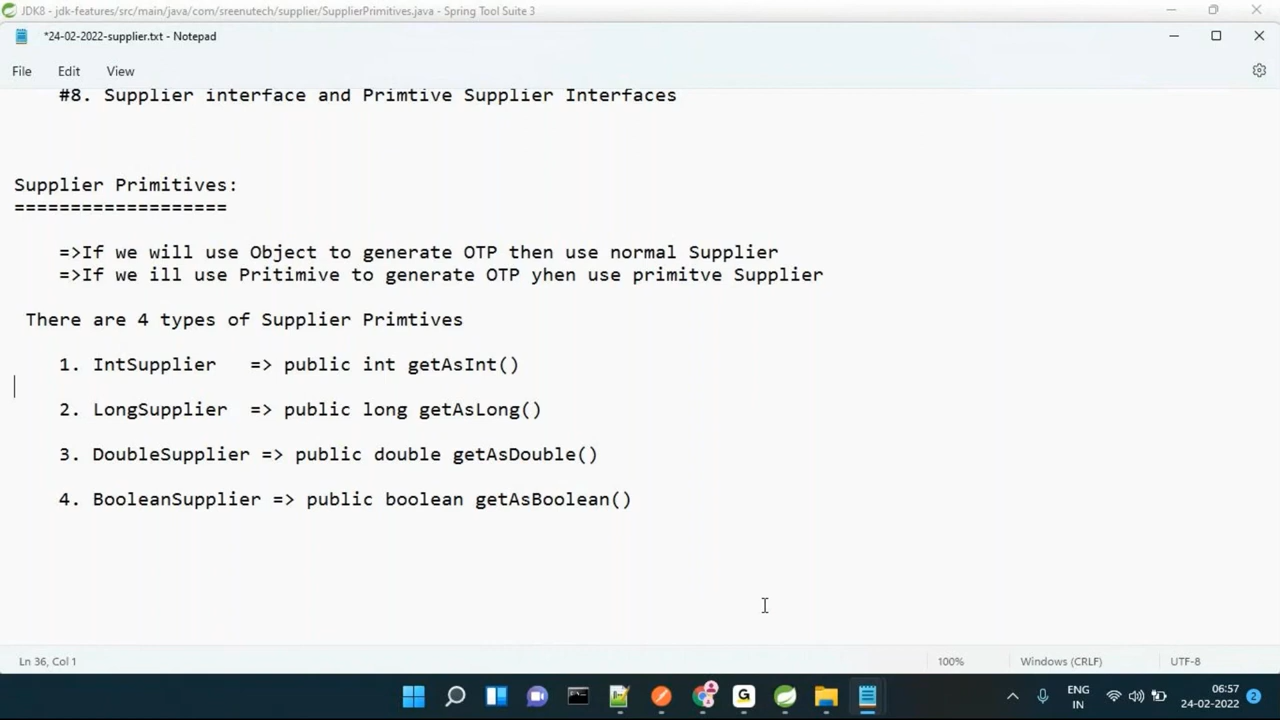 JDK8 - jdk-features/src/main/java/com/sreenutech/supplier/SupplierPrimitives.java - Spring Tool Suite 3
*24-02-2022-supplier.txt - Notepad
File Edit View
#8. Supplier interface and Primtive Supplier Interfaces
Supplier Primitives:
===================
=>If we will use Object to generate OTP then use normal Supplier
=>If we ill use Pritimive to generate OTP yhen use primitve Supplier
There are 4 types of Supplier Primtives
1. IntSupplier => public int getAsInt()
2. LongSupplier => public long getAsLong()
3. DoubleSupplier => public double getAsDouble()
4. BooleanSupplier => public boolean getAsBoolean()
Ln 36, Col 1 100% Windows (CRLF) UTF-8
ENG 06:57
IN 24-02-2022 2